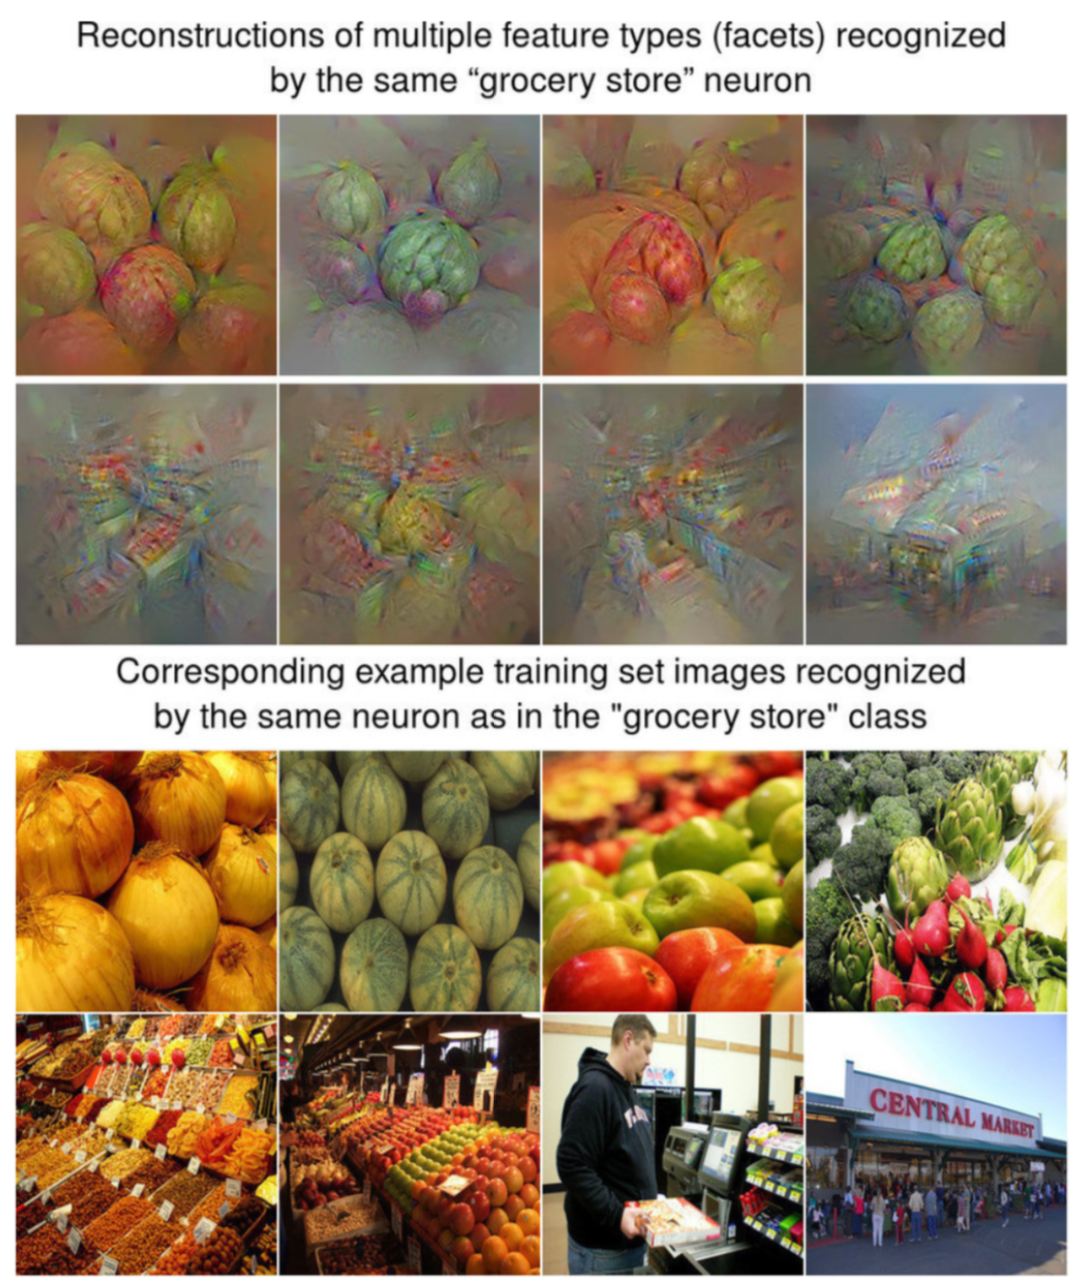 Reconstructions of multiple feature types (facets) recognized
by the same “grocery store” neuron
Corresponding example training set images recognized
by the same neuron as in the "grocery store" class
CENTRAL MARKET